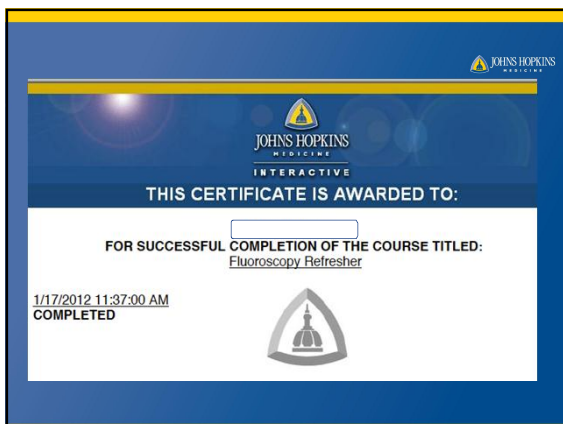 JOHNS HOPKINS
MEDICINE
JOHNS HOPKINS
MEDICINE
INTERACTIVE
THIS CERTIFICATE IS AWARDED TO:
FOR SUCCESSFUL COMPLETION OF THE COURSE TITLED:
Fluoroscopy Refresher
1/17/2012 11:37:00 AM
COMPLETED